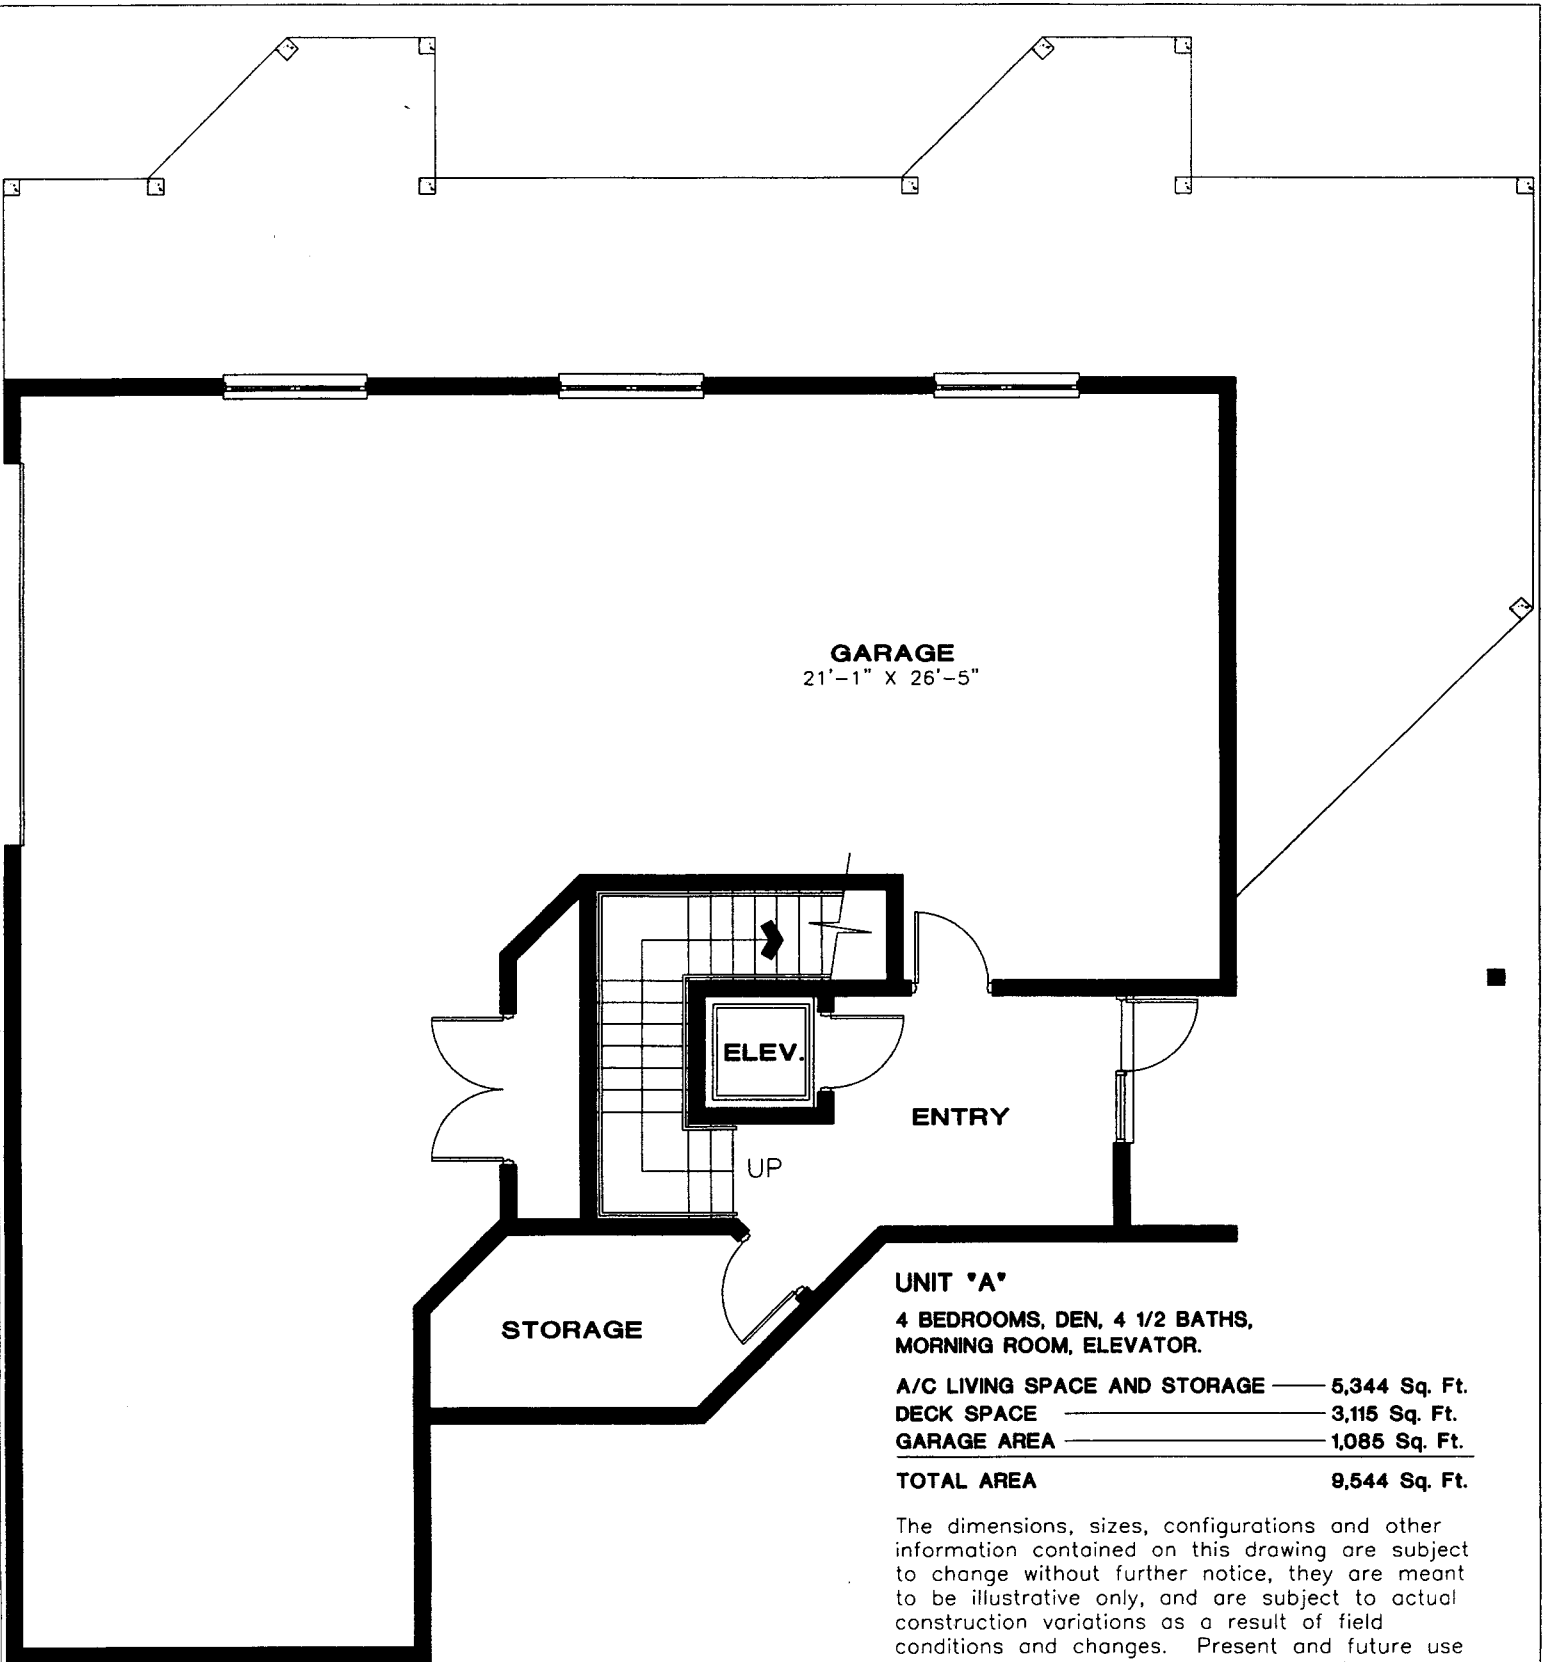 GARAGE
21'-1" X 26'-5"
ELEV.
ENTRY
UP
STORAGE
UNIT "A"
4 BEDROOMS, DEN, 4 1/2 BATHS,
MORNING ROOM, ELEVATOR.
A/C LIVING SPACE AND STORAGE 5,344 Sq. Ft.
DECK SPACE 3,115 Sq. Ft.
GARAGE AREA 1,085 Sq. Ft.
TOTAL AREA 9,544 Sq. Ft.
The dimensions, sizes, configurations and other
information contained on this drawing are subject
to change without further notice, they are meant
to be illustrative only, and are subject to actual
construction variations as a result of field
conditions and changes. Present and future use